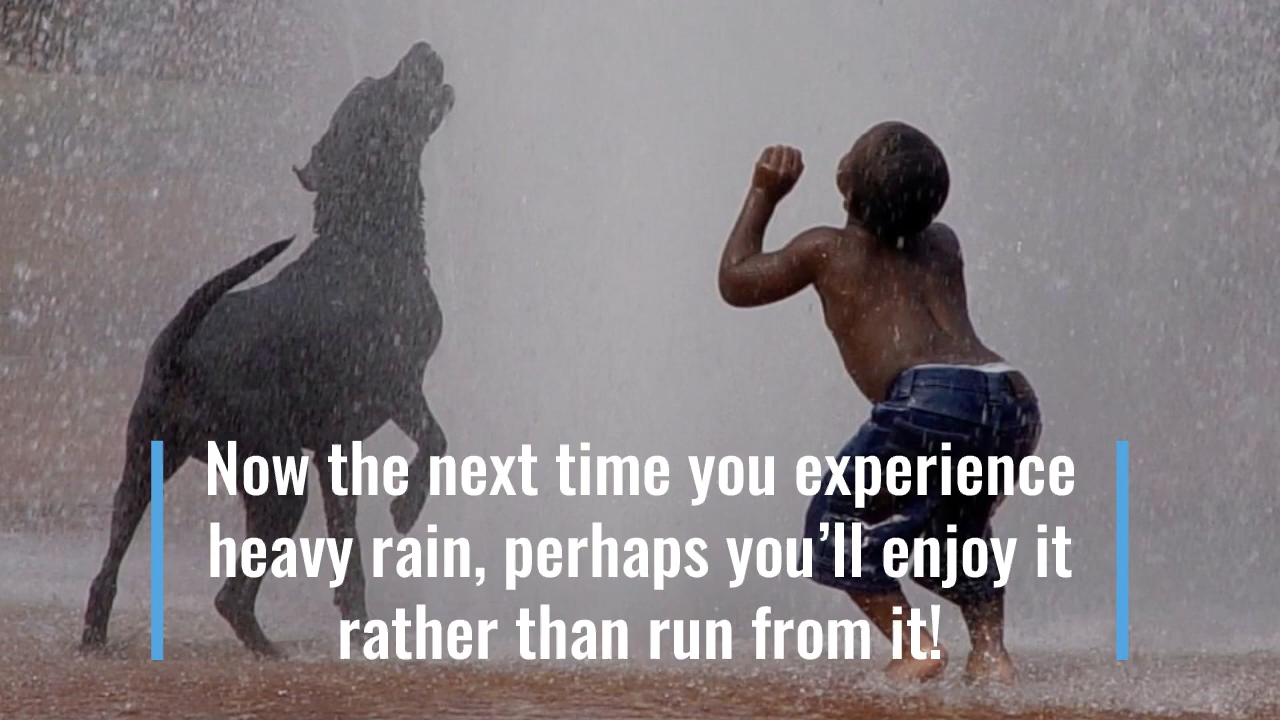 Now the next time you experience
heavy rain, perhaps you’ll enjoy it
rather than run from it!